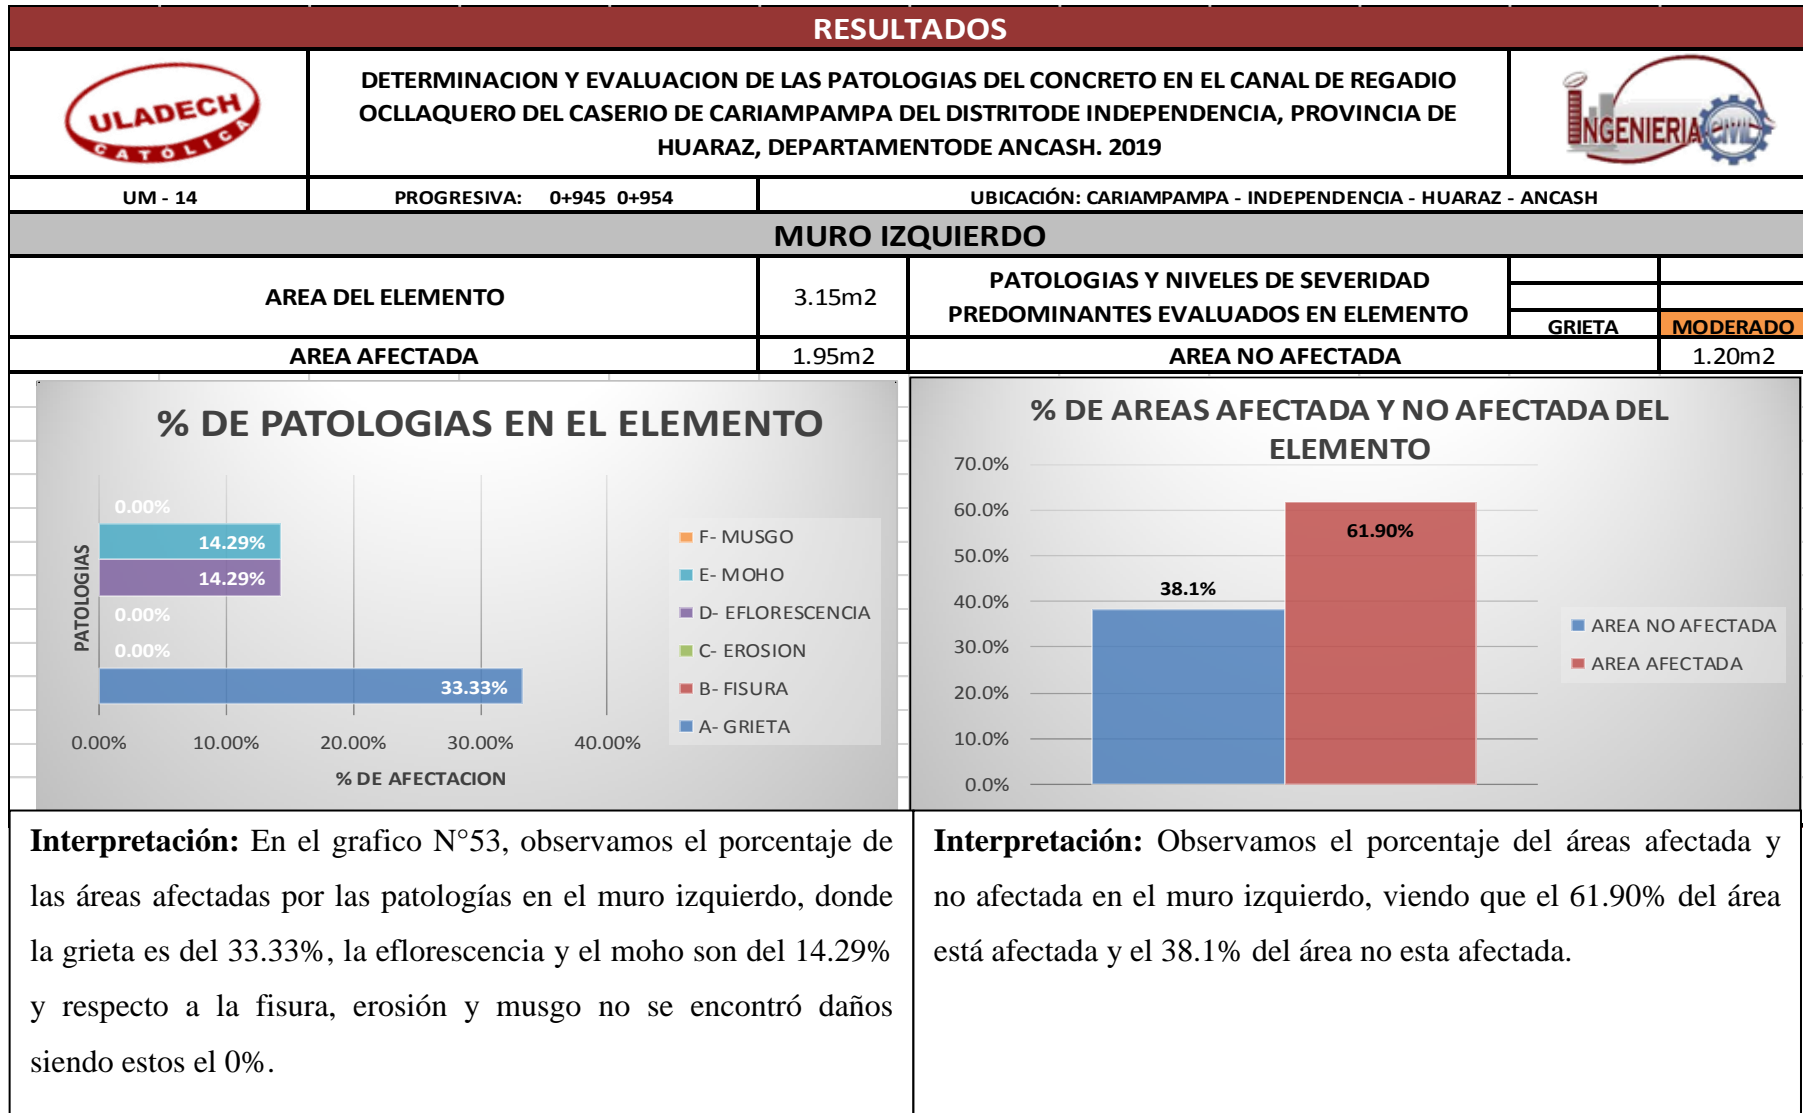 RESULTADOS
ULADECH
CATÓLICA
DETERMINACION Y EVALUACION DE LAS PATOLOGIAS DEL CONCRETO EN EL CANAL DE REGADIO
OCLLAQUERO DEL CASERIO DE CARIAMPAMPA DEL DISTRITODE INDEPENDENCIA, PROVINCIA DE
HUARAZ, DEPARTAMENTODE ANCASH. 2019
INGENIERIA CIVIL
UM - 14
PROGRESIVA: 0+945 0+954
UBICACIÓN: CARIAMPAMPA - INDEPENDENCIA - HUARAZ - ANCASH
MURO IZQUIERDO
AREA DEL ELEMENTO
3.15m2
PATOLOGIAS Y NIVELES DE SEVERIDAD
PREDOMINANTES EVALUADOS EN ELEMENTO
GRIETA
MODERADO
AREA AFECTADA
1.95m2
AREA NO AFECTADA
1.20m2
% DE PATOLOGIAS EN EL ELEMENTO
PATOLOGIAS
0.00%
14.29%
14.29%
0.00%
0.00%
33.33%
0.00%
10.00%
20.00%
30.00%
40.00%
% DE AFECTACION
F- MUSGO
E- MOHO
D- EFLORESCENCIA
C- EROSION
B- FISURA
A- GRIETA
% DE AREAS AFECTADA Y NO AFECTADA DEL
ELEMENTO
70.0%
60.0%
50.0%
40.0%
30.0%
20.0%
10.0%
0.0%
38.1%
61.90%
AREA NO AFECTADA
AREA AFECTADA
Interpretación: En el grafico N°53, observamos el porcentaje de
las áreas afectadas por las patologías en el muro izquierdo, donde
la grieta es del 33.33%, la eflorescencia y el moho son del 14.29%
y respecto a la fisura, erosión y musgo no se encontró daños
siendo estos el 0%.
Interpretación: Observamos el porcentaje del áreas afectada y
no afectada en el muro izquierdo, viendo que el 61.90% del área
está afectada y el 38.1% del área no esta afectada.